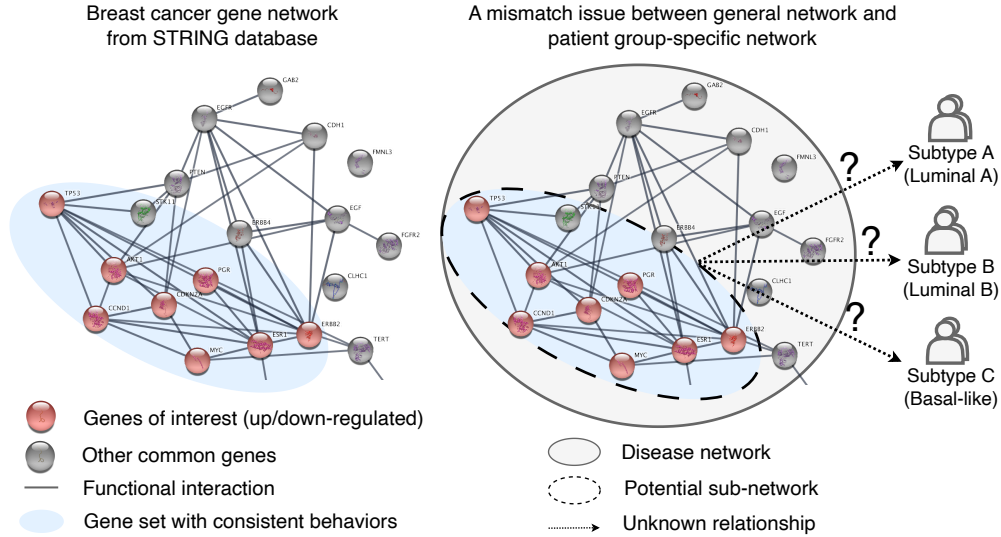 Breast cancer gene network
from STRING database
GAB2
EGFR
CDH1
FMNL3
PTEN
TP53
STK11
EGF
ERBB4
FGFR2
AKT1
PGR
CLHC1
CDKN2A
CCND1
ERBB2
ESR1
TERT
MYC
Genes of interest (up/down-regulated)
Other common genes
Functional interaction
Gene set with consistent behaviors
A mismatch issue between general network and
patient group-specific network
GAB2
EGFR
CDH1
FMNL3
PTEN
TP53
STK11
EGF
ERBB4
FGFR2
AKT1
PGR
CLHC1
CDKN2A
CCND1
ERBB2
ESR1
TERT
MYC
?
?
?
Subtype A
(Luminal A)
Subtype B
(Luminal B)
Subtype C
(Basal-like)
Disease network
Potential sub-network
Unknown relationship